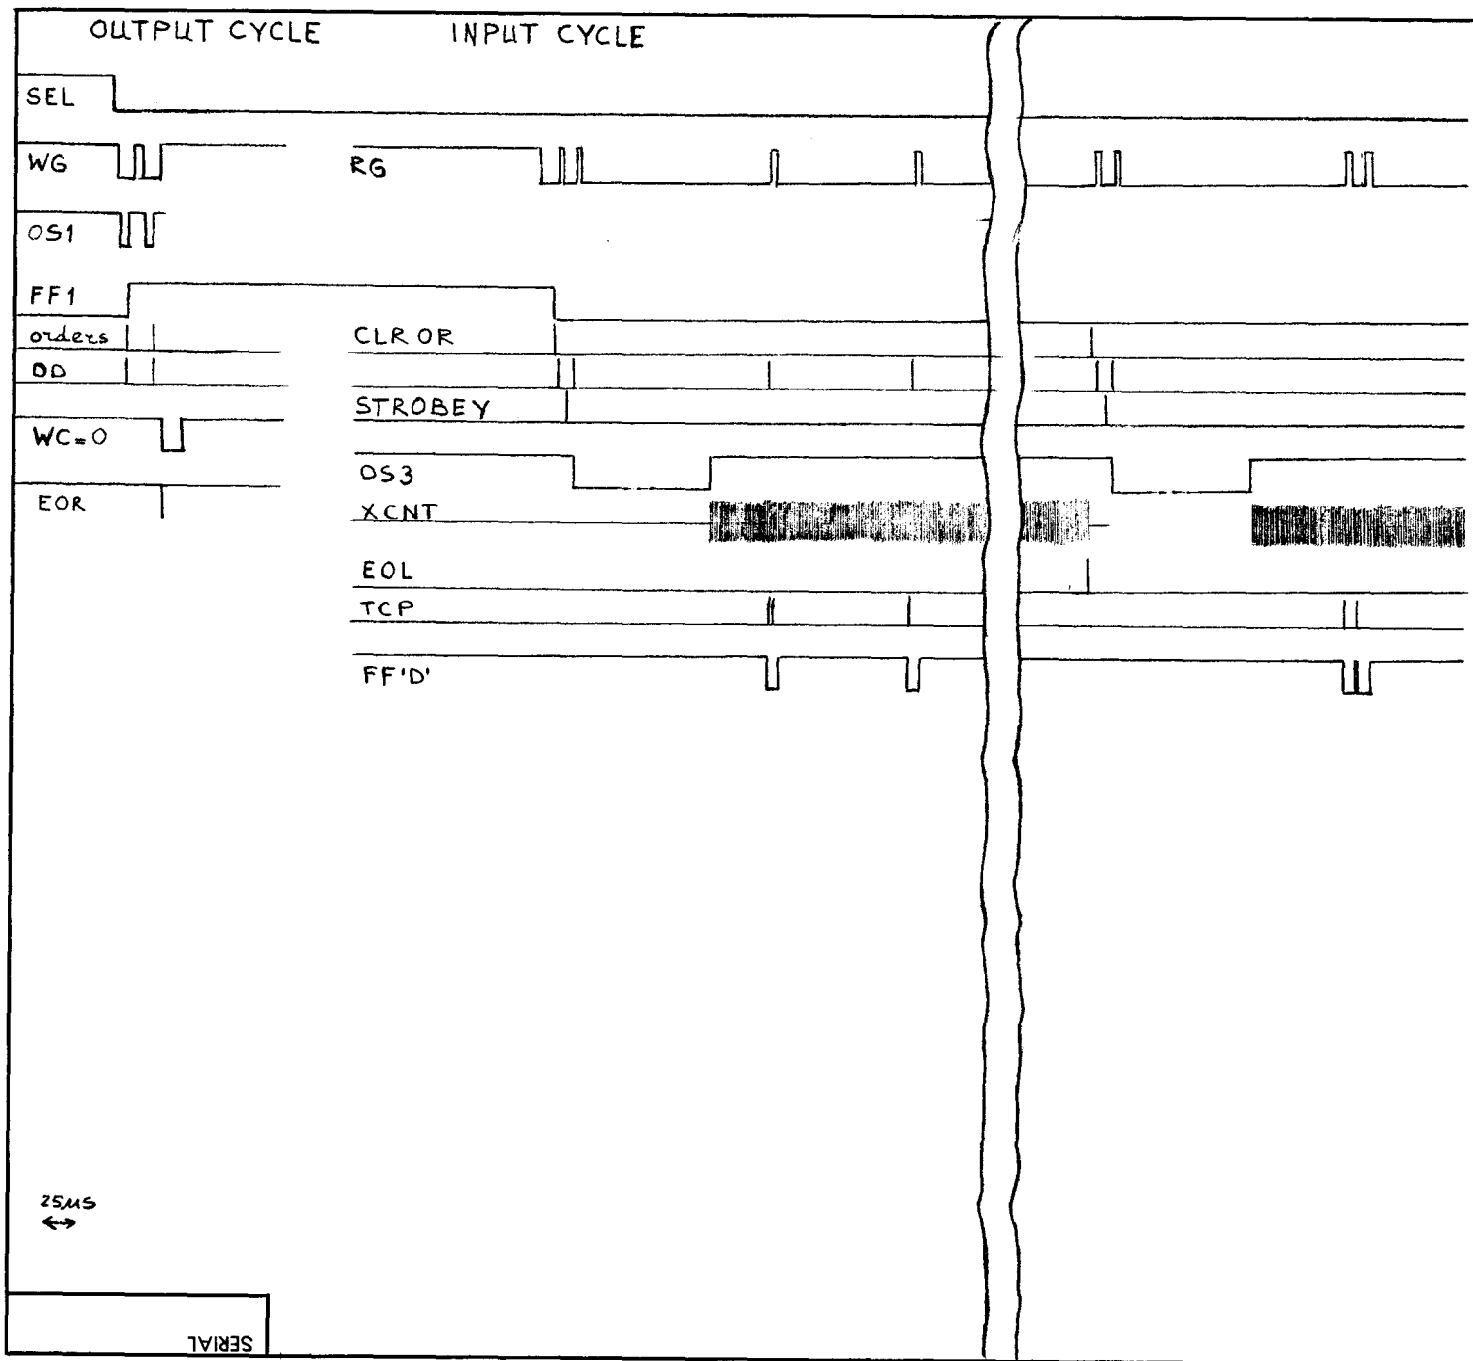 OUTPUT CYCLE INPUT CYCLE
SEL
WG RG
OS1
FF1
orders CLR OR
OD
STROBEY
WC=0
OS3
EOR
XCNT
EOL
TCP
FF'D'
25µs
SERIAL